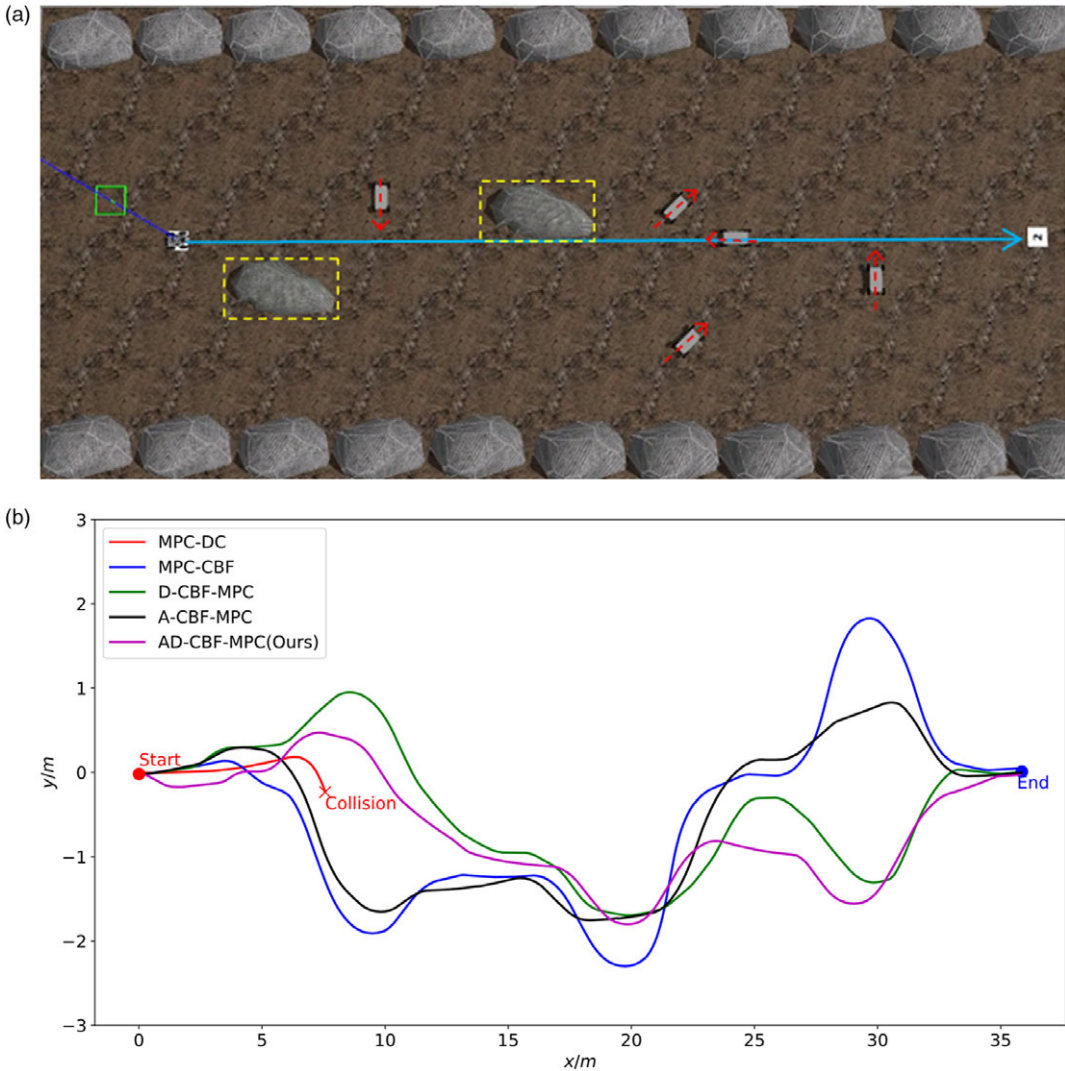 (a)
2
(b)
3
2
1
0
−1
−2
−3
y/m
MPC-DC
MPC-CBF
D-CBF-MPC
A-CBF-MPC
AD-CBF-MPC(Ours)
Start
Collision
End
0 5 10 15 20 25 30 35
x/m